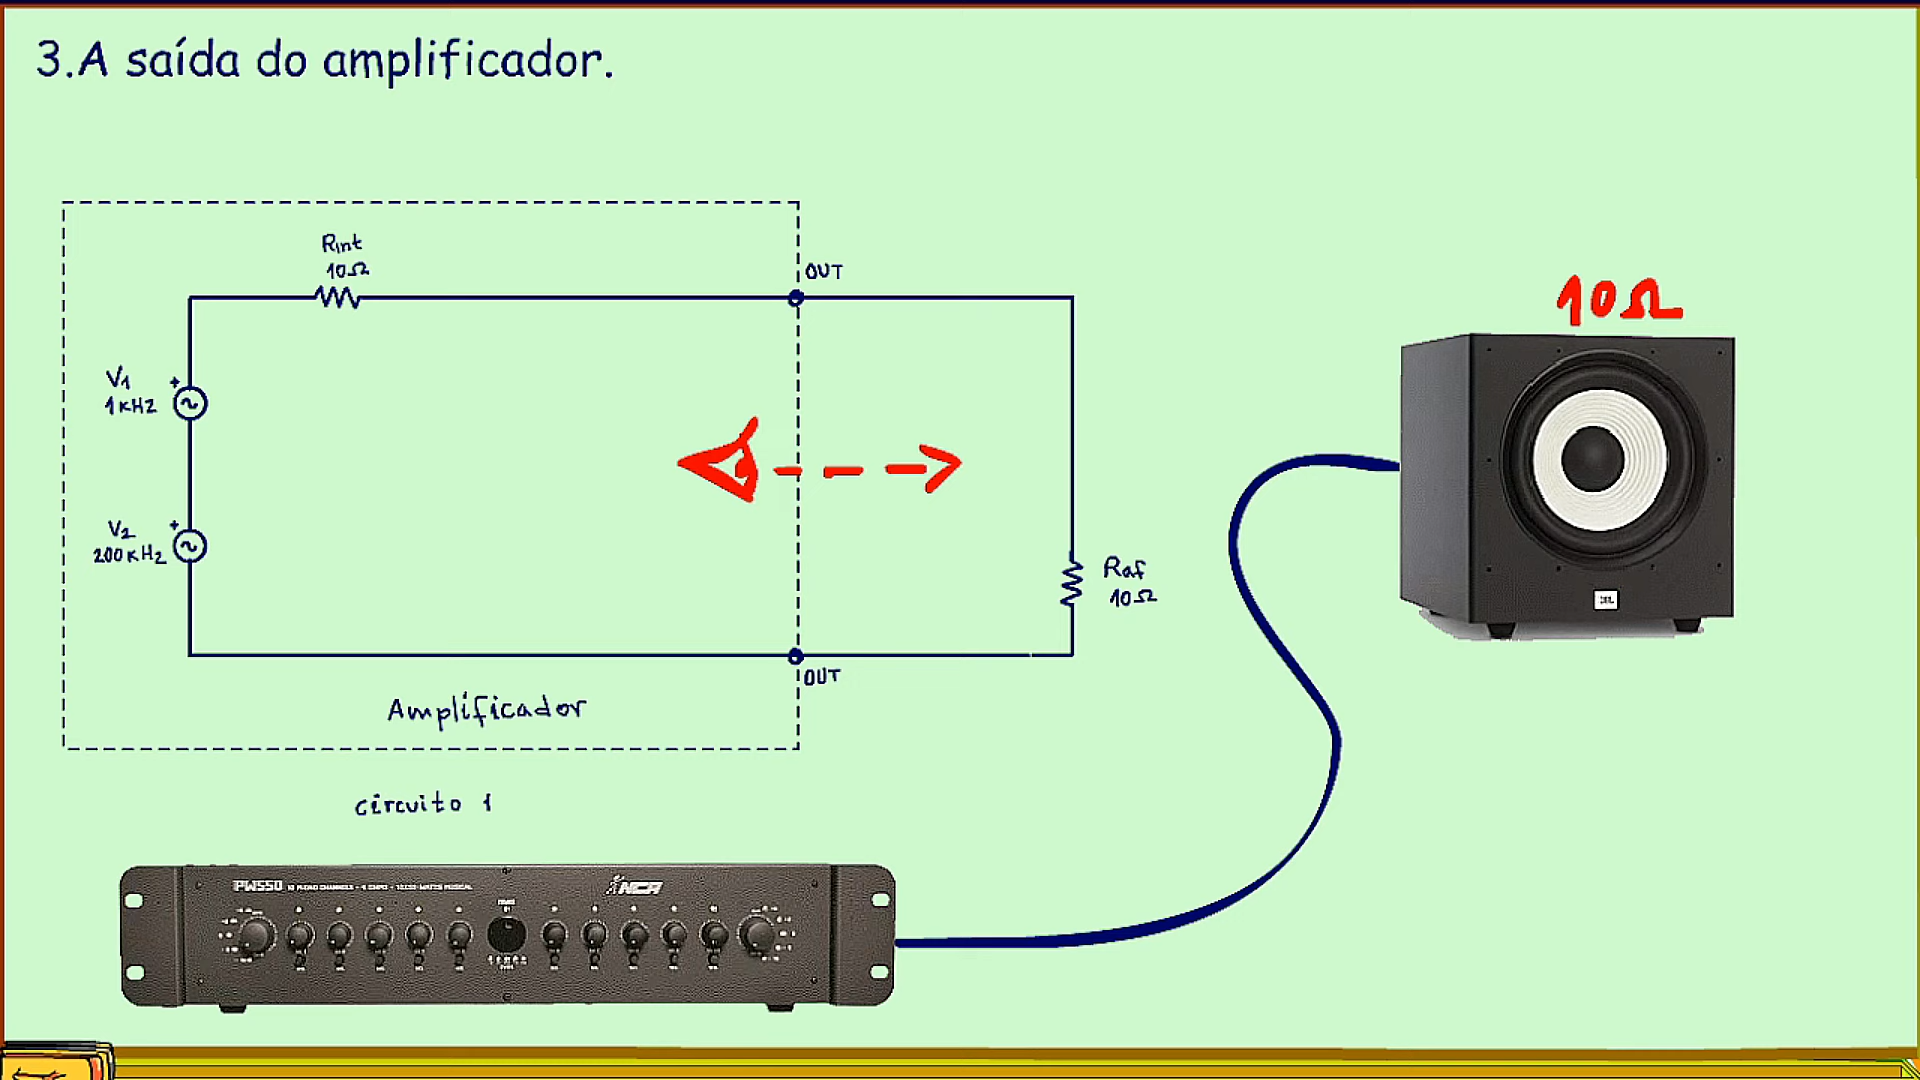 3.A saída do amplificador.
Rint
10Ω
OUT
10Ω
V1
1KHZ
V2
200KHZ
Raf
10Ω
OUT
Amplificador
circuito 1
PW550
NCA
JBL